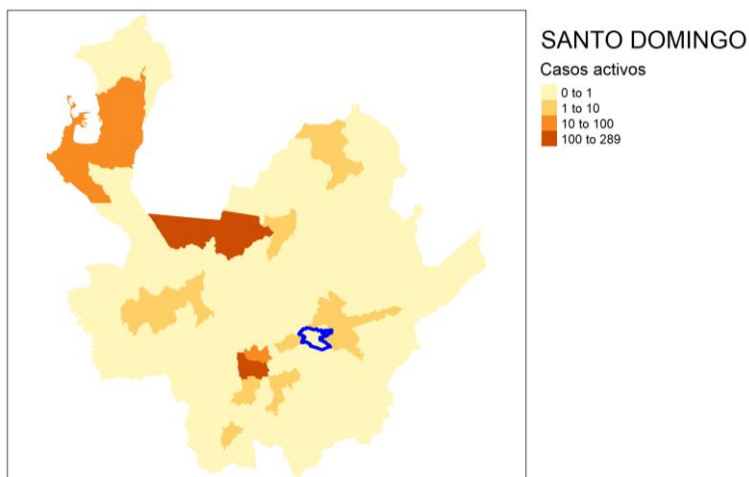 SANTO DOMINGO
Casos activos
0 to 1
1 to 10
10 to 100
100 to 289